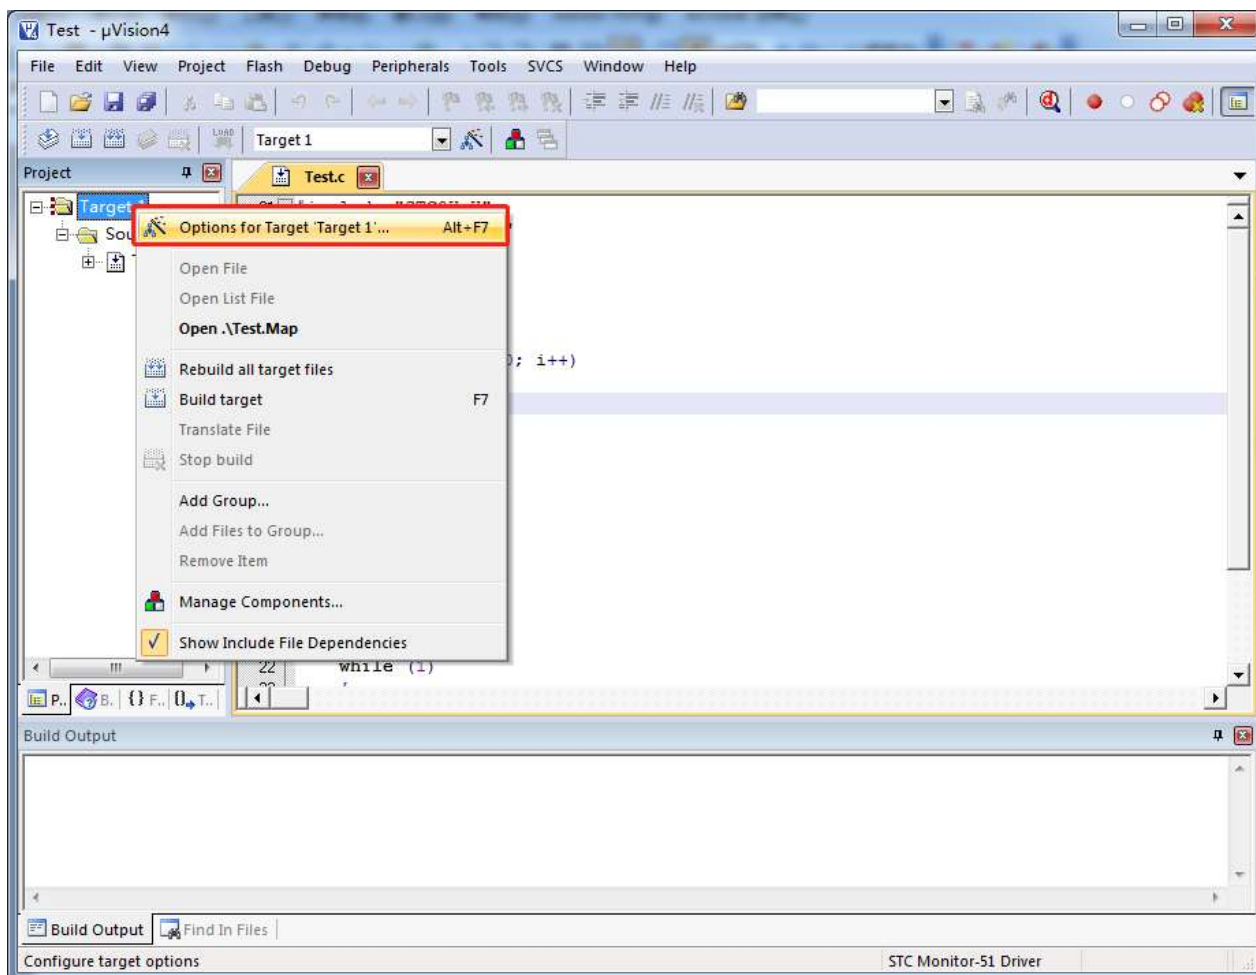 Test - µVision4
File Edit View Project Flash Debug Peripherals Tools SVCS Window Help
LOAD Target 1
Project
Test.c
Target
Options for Target 'Target 1'... Alt+F7
Sou
Open File
Open List File
Open .\Test.Map
Rebuild all target files
0; i++)
Build target F7
Translate File
Stop build
Add Group...
Add Files to Group...
Remove Item
Manage Components...
Show Include File Dependencies
22 while (1)
P.. B. {} F.. T..
Build Output
Build Output Find In Files
Configure target options STC Monitor-51 Driver